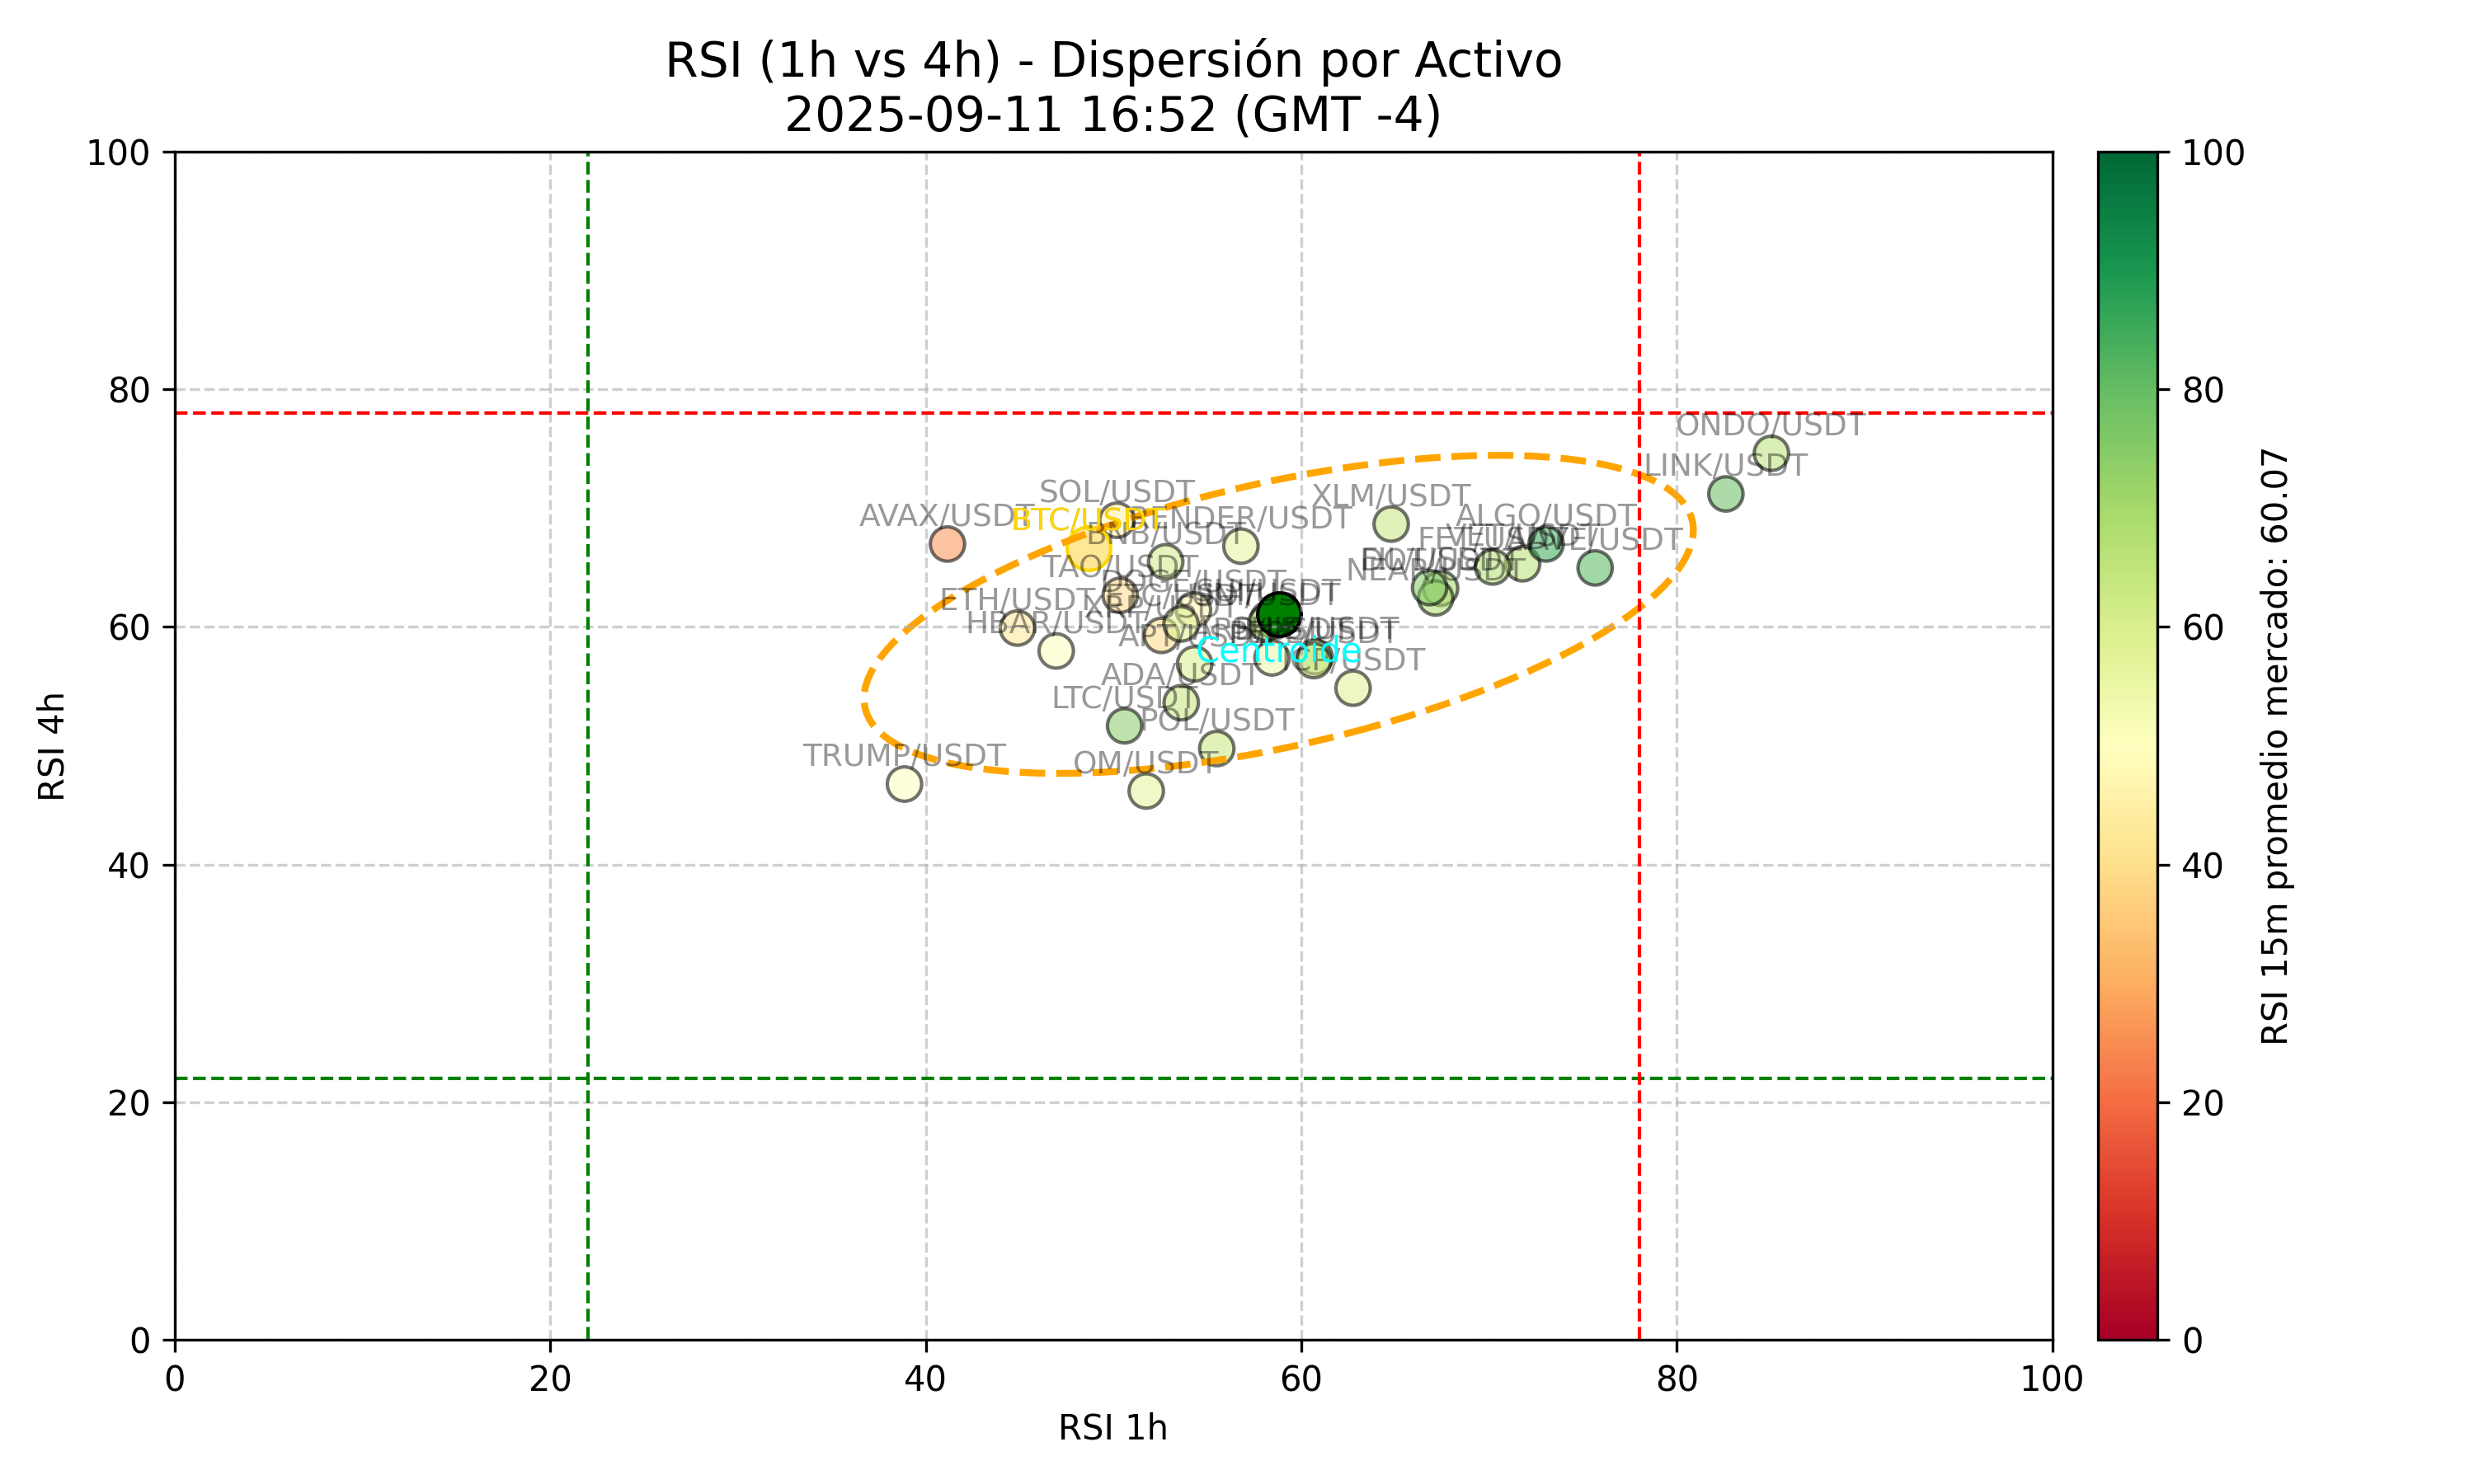 RSI (1h vs 4h) - Dispersión por Activo
2025-09-11 16:52 (GMT -4)
100
80
60
40
20
0
RSI 4h
0
20
40
60
80
100
RSI 1h
ONDO/USDT
LINK/USDT
SOL/USDT
XLM/USDT
AVAX/USDT
BTC/USDT
RENDER/USDT
ALGO/USDT
BNB/USDT
AAVE/USDT
TAO/USDT
NEAR/USDT
ETH/USDT
HBAR/USDT
Centro de
ADA/USDT
LTC/USDT
POL/USDT
TRUMP/USDT
OM/USDT
100
80
60
40
20
0
RSI 15m promedio mercado: 60.07